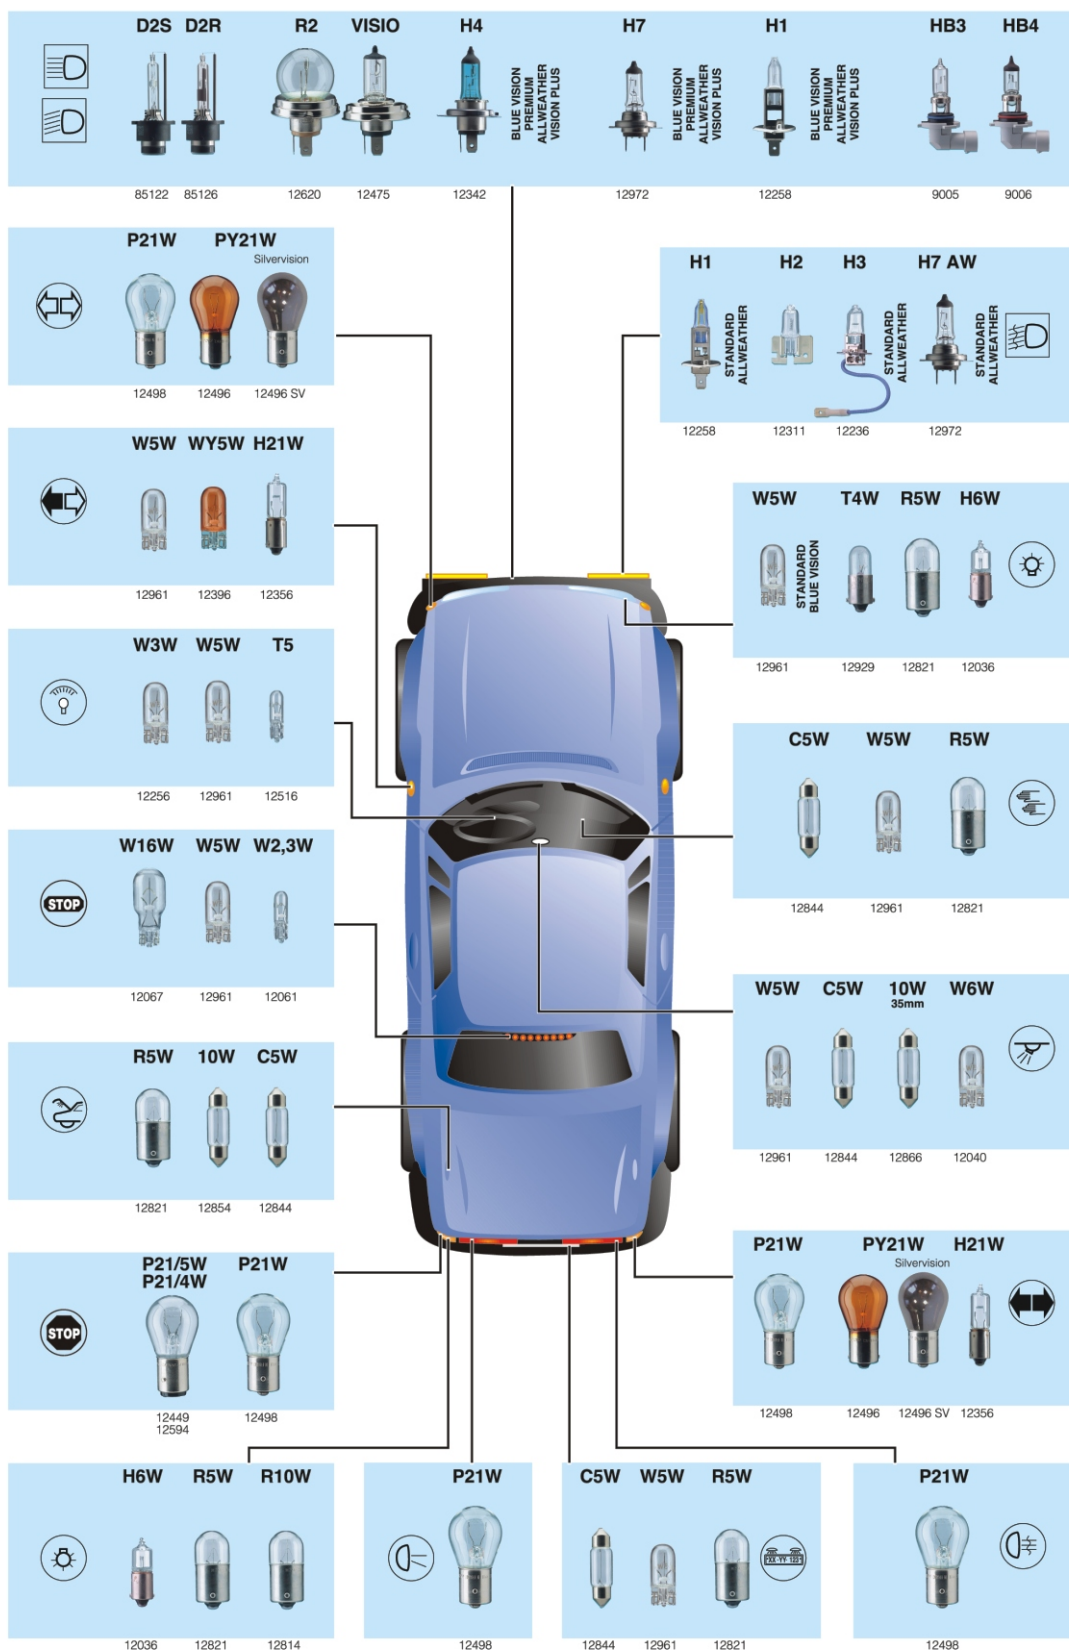 D2S D2R R2 VISIO H4 H7 H1 HB3 HB4
BLUE VISION
PREMIUM
ALLWEATHER
VISION PLUS
BLUE VISION
PREMIUM
ALLWEATHER
VISION PLUS
BLUE VISION
PREMIUM
ALLWEATHER
VISION PLUS
85122 85126 12620 12475 12342 12972 12258 9005 9006
P21W PY21W
Silvervision
12498 12496 12496 SV
H1 H2 H3 H7 AW
STANDARD
ALLWEATHER
STANDARD
ALLWEATHER
STANDARD
ALLWEATHER
12258 12311 12236 12972
W5W WY5W H21W
12961 12396 12356
W5W T4W R5W H6W
STANDARD
BLUE VISION
12961 12929 12821 12036
W3W W5W T5
12256 12961 12516
C5W W5W R5W
12844 12961 12821
W16W W5W W2,3W
STOP
12067 12961 12061
W5W C5W 10W W6W
35mm
12961 12844 12866 12040
R5W 10W C5W
12821 12854 12844
P21/5W P21W
P21/4W
STOP
12449 12498
12594
P21W PY21W H21W
Silvervision
12498 12496 12496 SV 12356
H6W R5W R10W
12036 12821 12814
P21W
12498
C5W W5W R5W
FXX-YY-1231
12844 12961 12821
P21W
12498